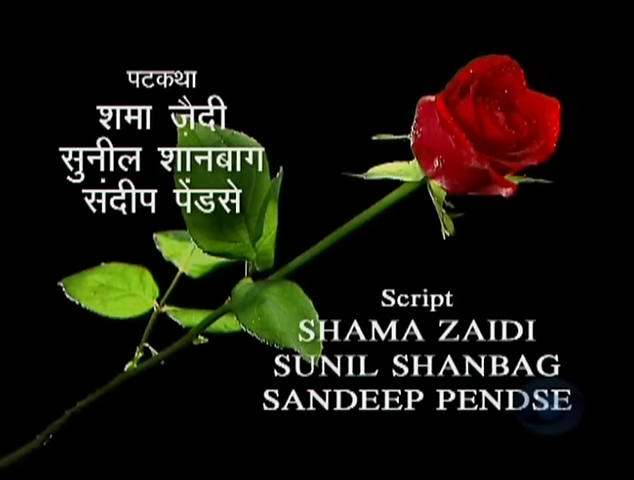 पटकथा
शमा ज़ैदी
सुनील शानबाग
संदीप पेंडसे
Script
SHAMA ZAIDI
SUNIL SHANBAG
SANDEEP PENDSE